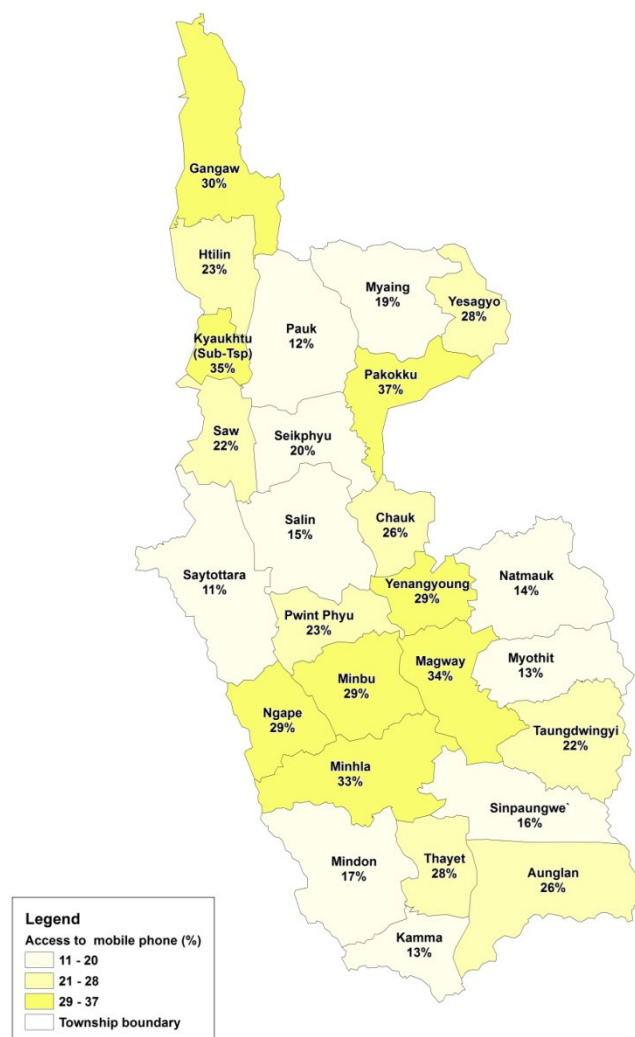 Gangaw
30%
Htilin
23%
Myaing
19%
Yesagyo
28%
Pauk
12%
Kyaukhtu
(Sub-Tsp)
35%
Pakokku
37%
Saw
22%
Seikphyu
20%
Salin
15%
Chauk
26%
Saytottara
11%
Yenangyoung
29%
Natmauk
14%
Pwint Phyu
23%
Magway
34%
Myothit
13%
Minbu
29%
Ngape
29%
Taungdwingyi
22%
Minhla
33%
Sinpaungwe`
16%
Mindon
17%
Thayet
28%
Aunglan
26%
Kamma
13%
Legend
Access to mobile phone (%)
11 - 20
21 - 28
29 - 37
Township boundary